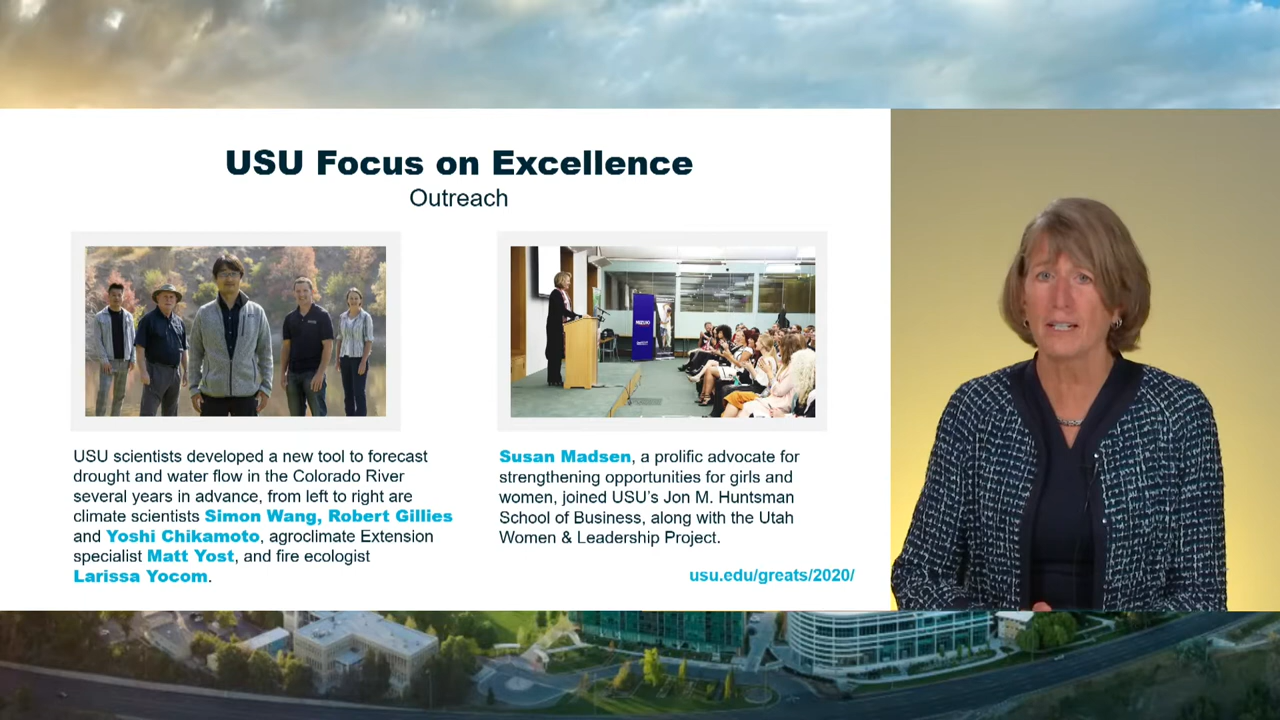 USU Focus on Excellence
Outreach
USU scientists developed a new tool to forecast
drought and water flow in the Colorado River
several years in advance, from left to right are
climate scientists Simon Wang, Robert Gillies
and Yoshi Chikamoto, agroclimate Extension
specialist Matt Yost, and fire ecologist
Larissa Yocom.
Susan Madsen, a prolific advocate for
strengthening opportunities for girls and
women, joined USU's Jon M. Huntsman
School of Business, along with the Utah
Women & Leadership Project.
usu.edu/greats/2020/